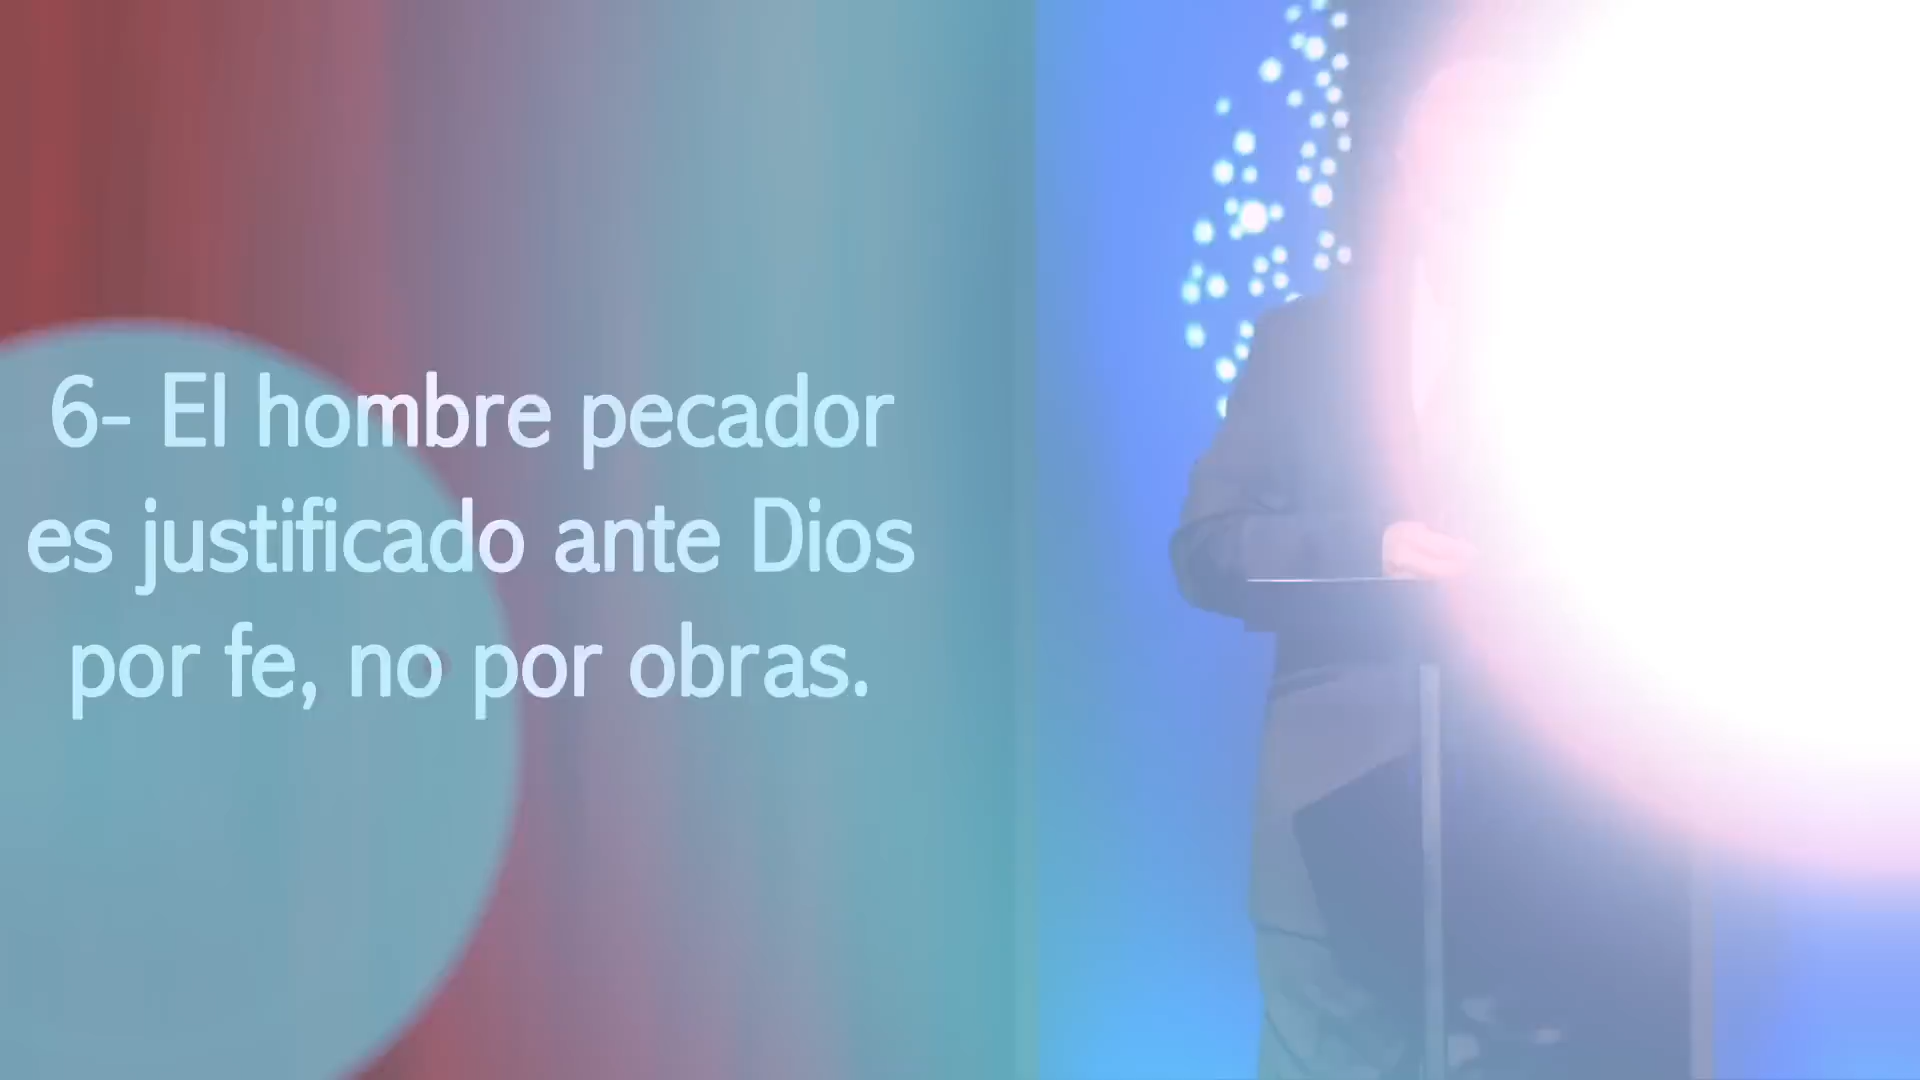 6- El hombre pecador
es justificado ante Dios
por fe, no por obras.